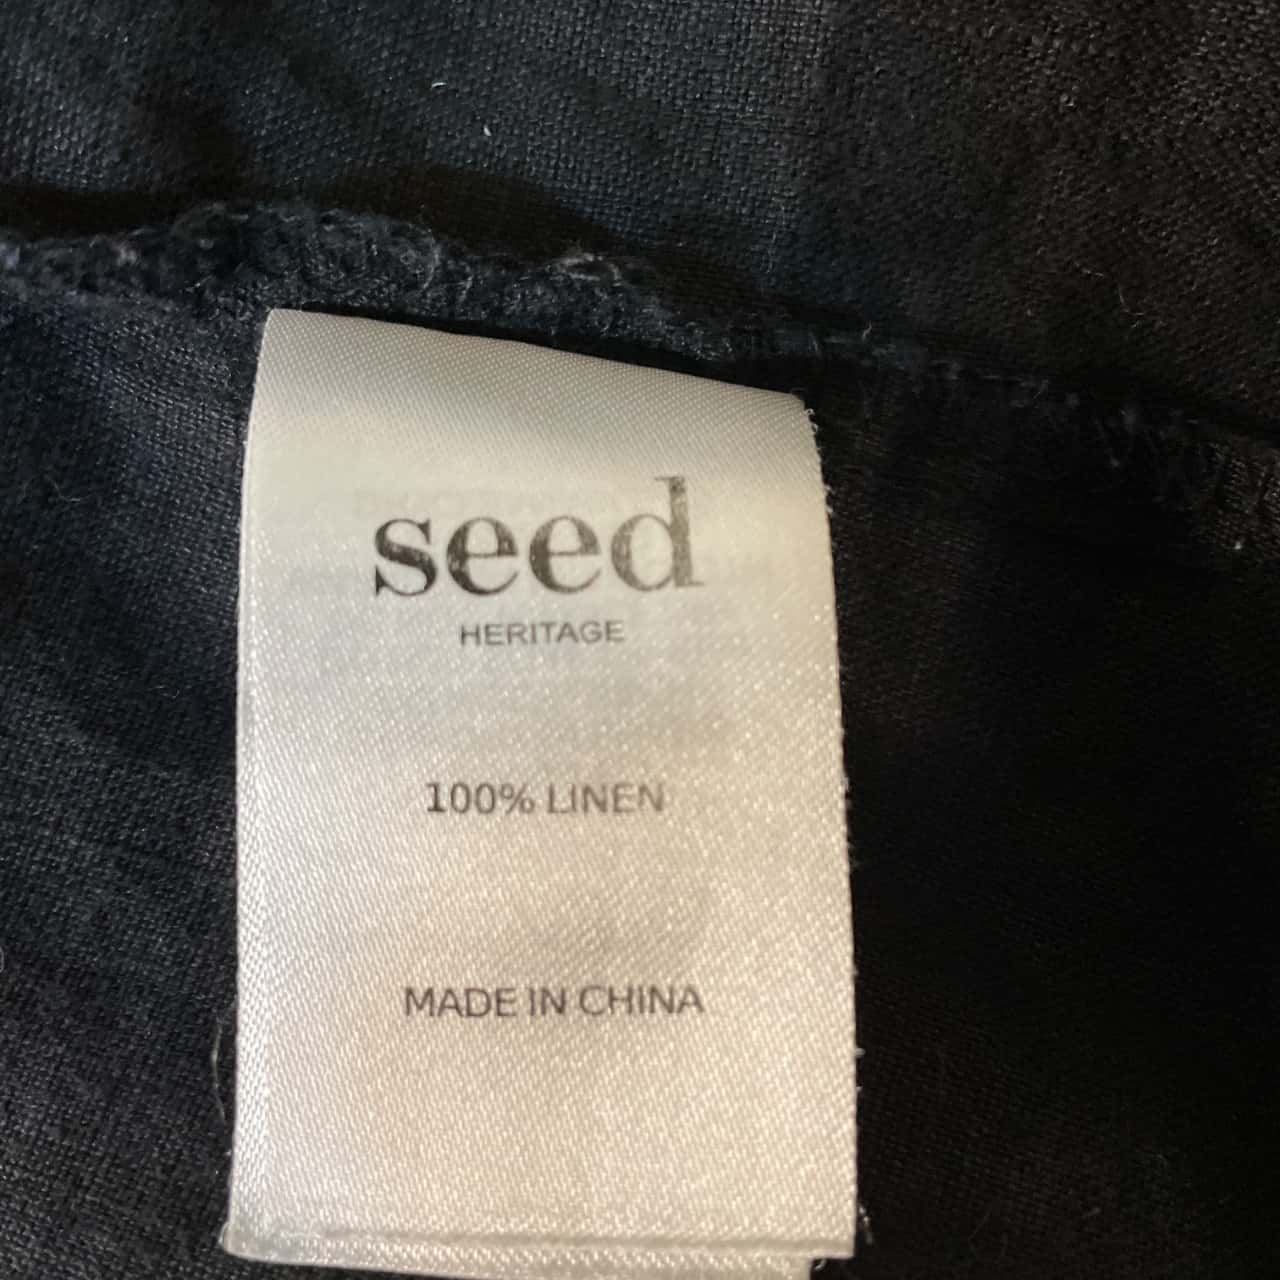 seed
HERITAGE
100% LINEN
MADE IN CHINA